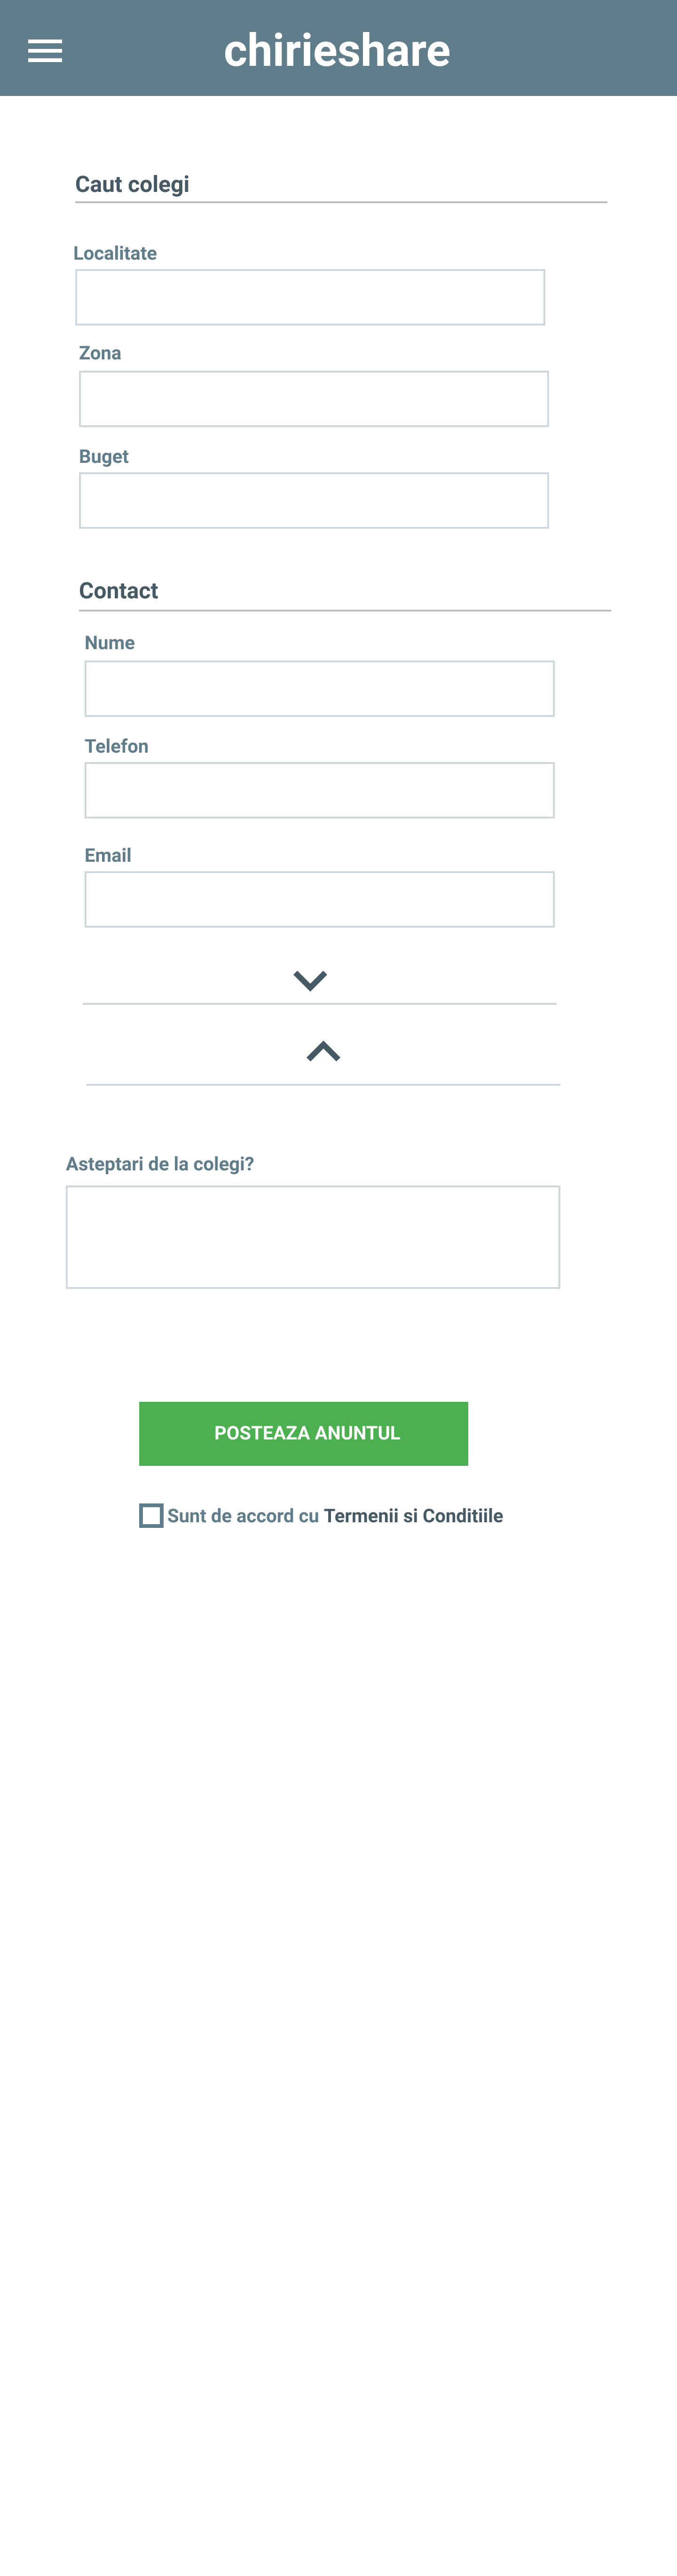 chirieshare
Caut colegi
Localitate
Zona
Buget
Contact
Nume
Telefon
Email
Asteptari de la colegi?
POSTEAZA ANUNTUL
Sunt de accord cu Termenii si Conditiile